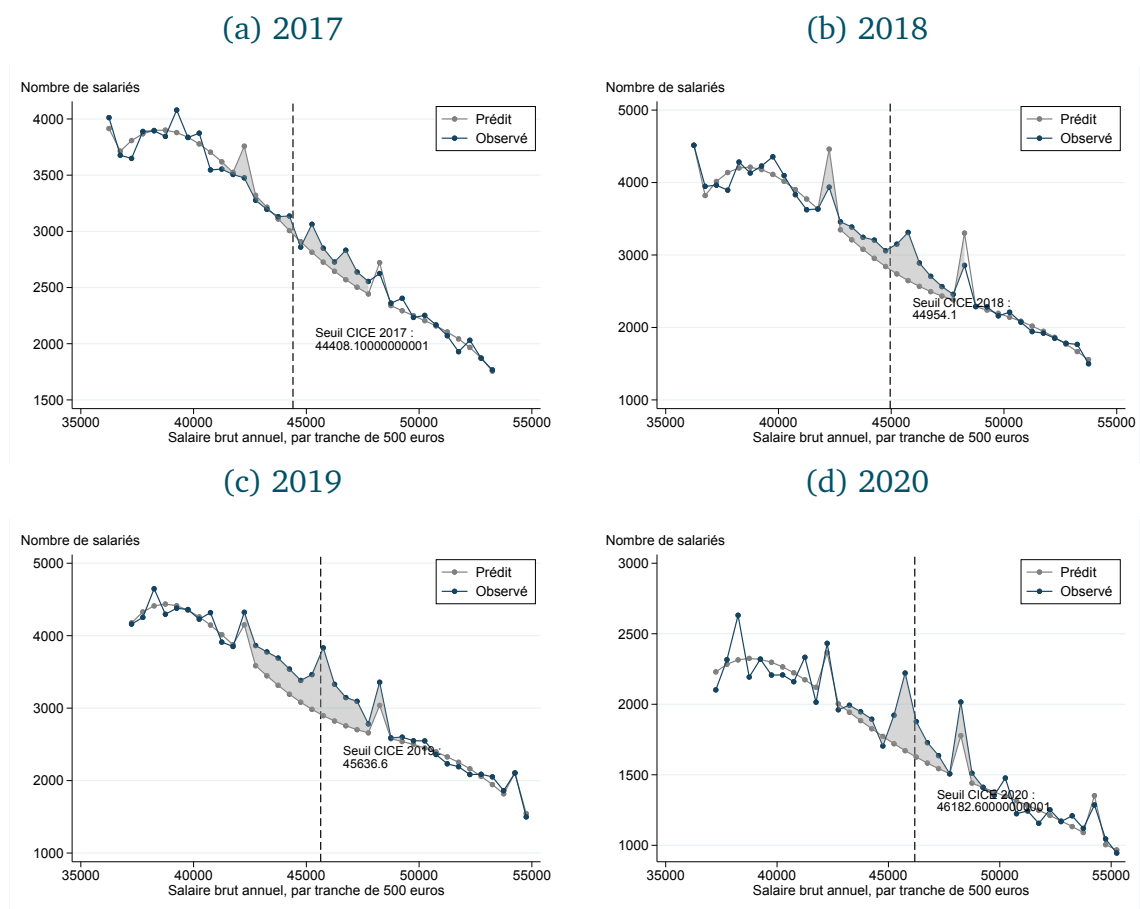 (a) 2017
Nombre de salariés
4000
3500
3000
2500
2000
1500
35000 40000 45000 50000 55000
Salaire brut annuel, par tranche de 500 euros
Prédit
Observé
Seuil CICE 2017 :
44408.10000000001
(b) 2018
Nombre de salariés
5000
4000
3000
2000
1000
35000 40000 45000 50000 55000
Salaire brut annuel, par tranche de 500 euros
Prédit
Observé
Seuil CICE 2018 :
44954.1
(c) 2019
Nombre de salariés
5000
4000
3000
2000
1000
35000 40000 45000 50000 55000
Salaire brut annuel, par tranche de 500 euros
Prédit
Observé
Seuil CICE 2019 :
45636.6
(d) 2020
Nombre de salariés
3000
2500
2000
1500
1000
35000 40000 45000 50000 55000
Salaire brut annuel, par tranche de 500 euros
Prédit
Observé
Seuil CICE 2020 :
46182.60000000001